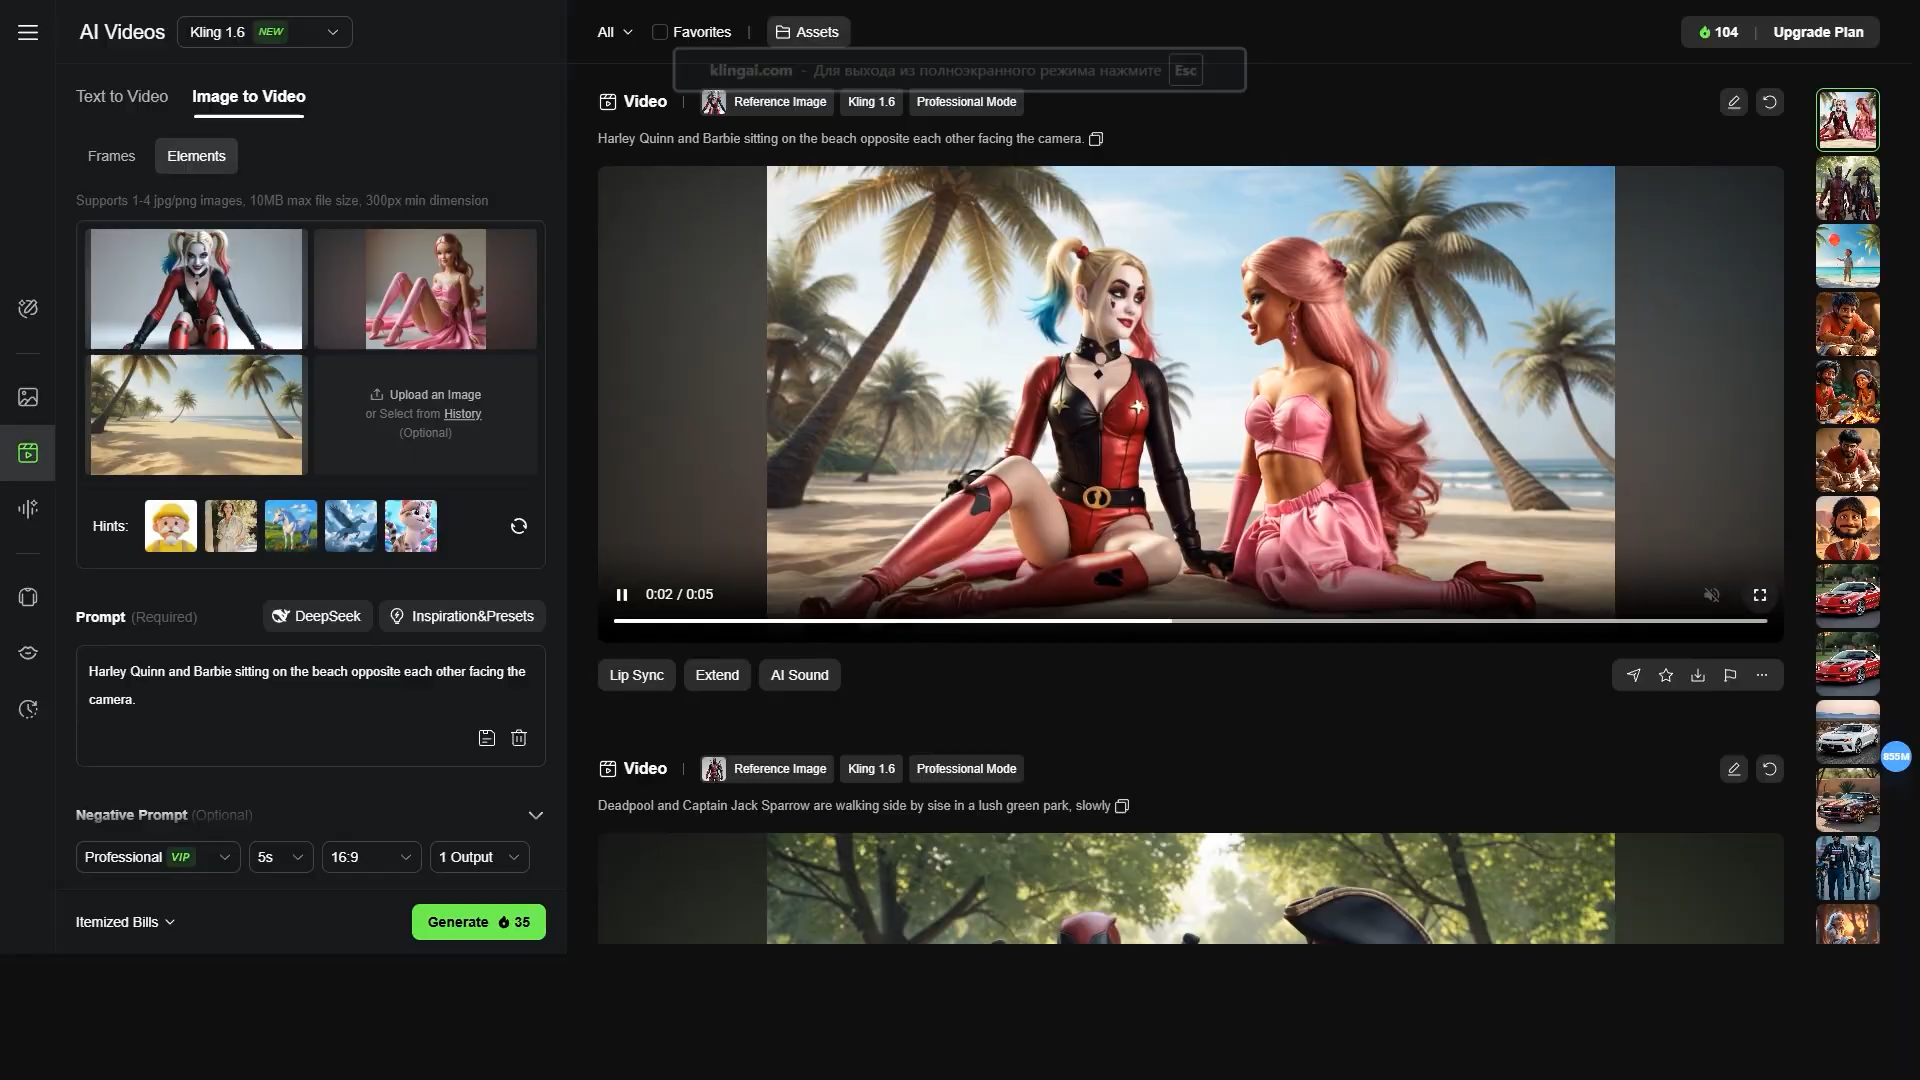 AI Videos
Kling 1.6 NEW
All
Favorites
Assets
104
Upgrade Plan
klingai.com - Для выхода из полноэкранного режима нажмите Esc
Text to Video
Image to Video
Frames
Elements
Supports 1-4 jpg/png images, 10MB max file size, 300px min dimension
Upload an Image
or Select from History
(Optional)
Hints:
Prompt (Required)
DeepSeek
Inspiration&Presets
Harley Quinn and Barbie sitting on the beach opposite each other facing the
camera.
Negative Prompt (Optional)
Professional VIP
5s
16:9
1 Output
Itemized Bills
Generate 35
Video
Reference Image
Kling 1.6
Professional Mode
Harley Quinn and Barbie sitting on the beach opposite each other facing the camera.
0:02 / 0:05
Lip Sync
Extend
AI Sound
Video
Reference Image
Kling 1.6
Professional Mode
Deadpool and Captain Jack Sparrow are walking side by sise in a lush green park, slowly
855M